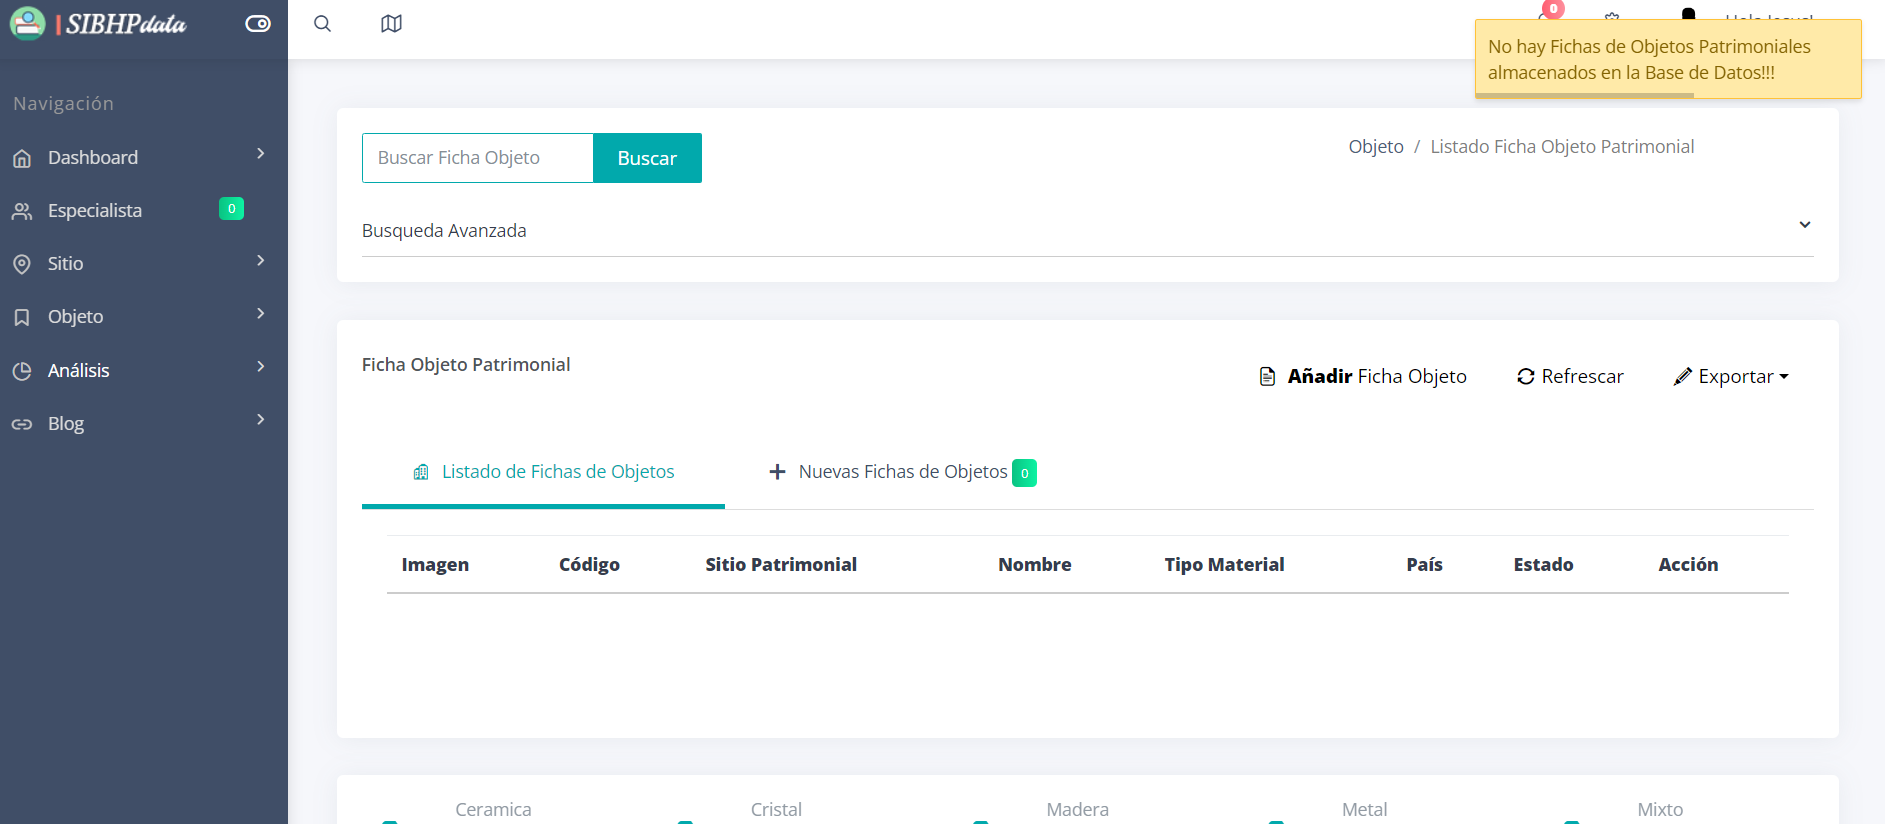 SIBHPdata
0
No hay Fichas de Objetos Patrimoniales
almacenados en la Base de Datos!!!
Navegación
Dashboard
Especialista 0
Sitio
Objeto
Análisis
Blog
Buscar Ficha Objeto Buscar
Objeto / Listado Ficha Objeto Patrimonial
Busqueda Avanzada
Ficha Objeto Patrimonial
Añadir Ficha Objeto Refrescar Exportar
Listado de Fichas de Objetos Nuevas Fichas de Objetos 0
Imagen Código Sitio Patrimonial Nombre Tipo Material País Estado Acción
Ceramica Cristal Madera Metal Mixto